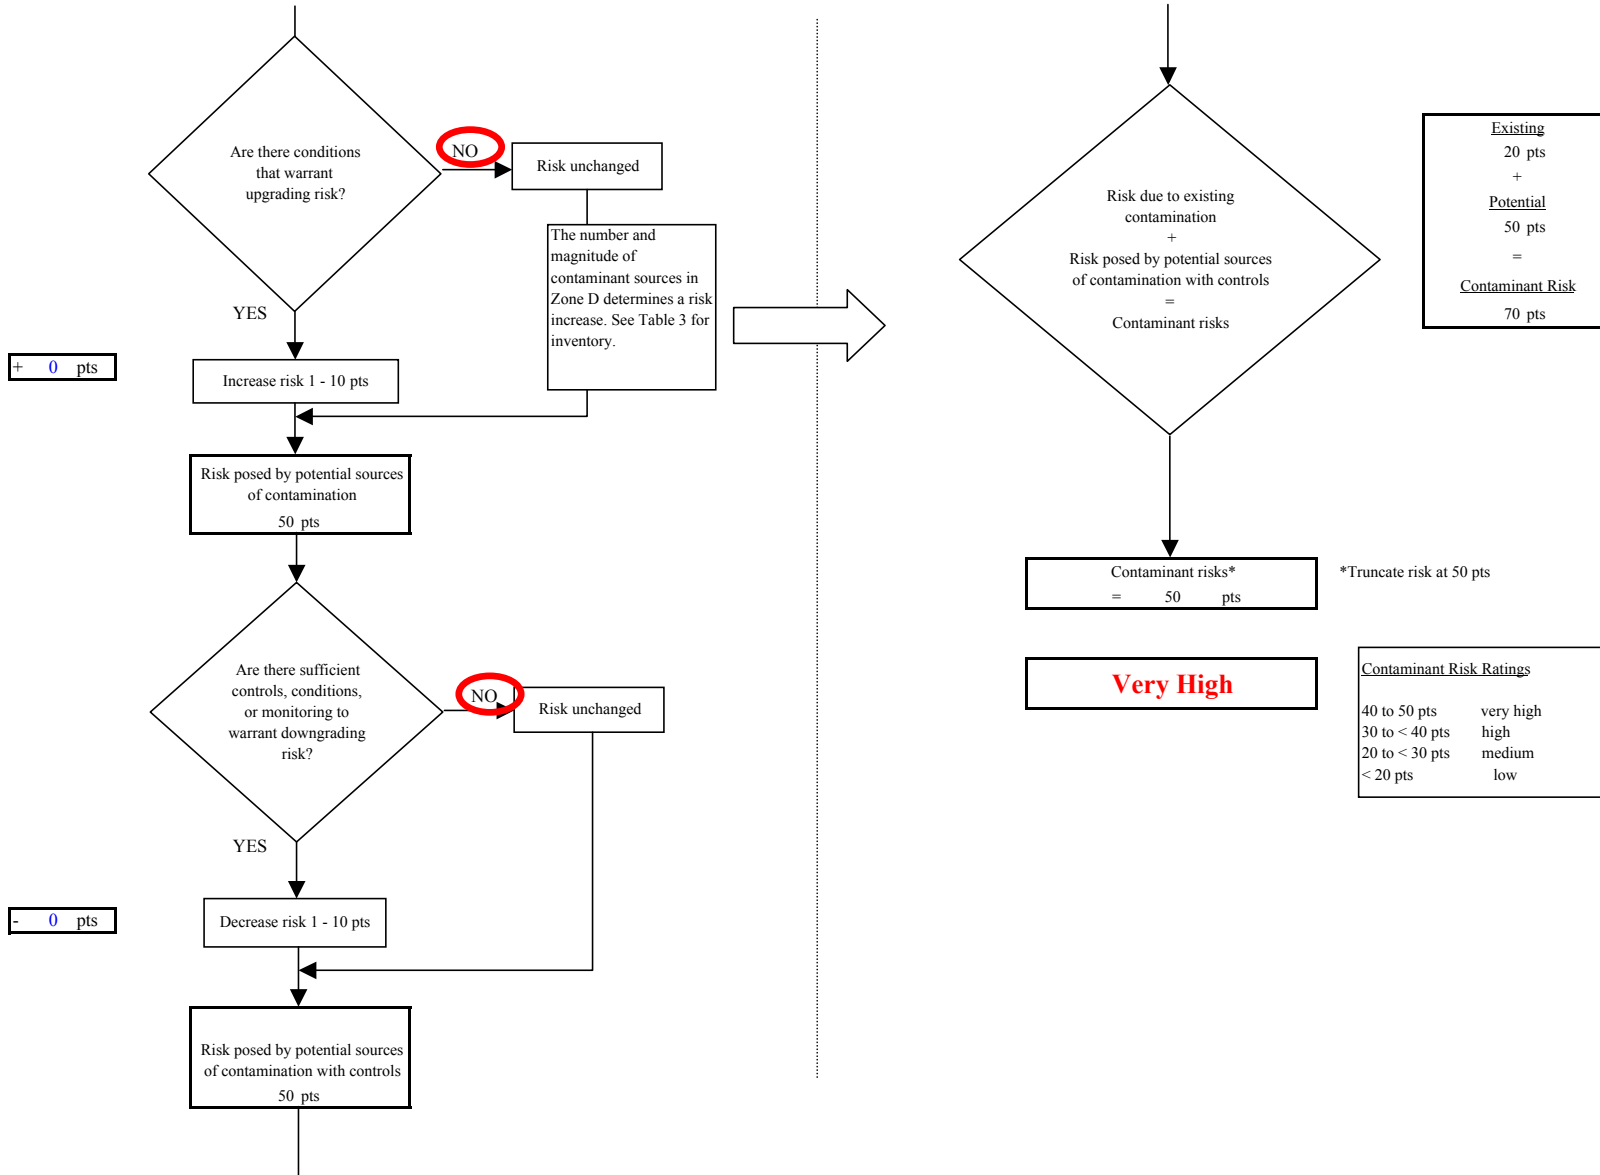 Are there conditions
that warrant
upgrading risk?
NO
Risk unchanged
The number and
magnitude of
contaminant sources in
Zone D determines a risk
increase. See Table 3 for
inventory.
YES
+ 0 pts
Increase risk 1 - 10 pts
Risk posed by potential sources
of contamination
50 pts
Are there sufficient
controls, conditions,
or monitoring to
warrant downgrading
risk?
NO
Risk unchanged
YES
- 0 pts
Decrease risk 1 - 10 pts
Risk posed by potential sources
of contamination with controls
50 pts
Risk due to existing
contamination
+
Risk posed by potential sources
of contamination with controls
=
Contaminant risks
Existing
20 pts
+
Potential
50 pts
=
Contaminant Risk
70 pts
Contaminant risks*
= 50 pts
*Truncate risk at 50 pts
Very High
Contaminant Risk Ratings
40 to 50 pts very high
30 to < 40 pts high
20 to < 30 pts medium
< 20 pts low